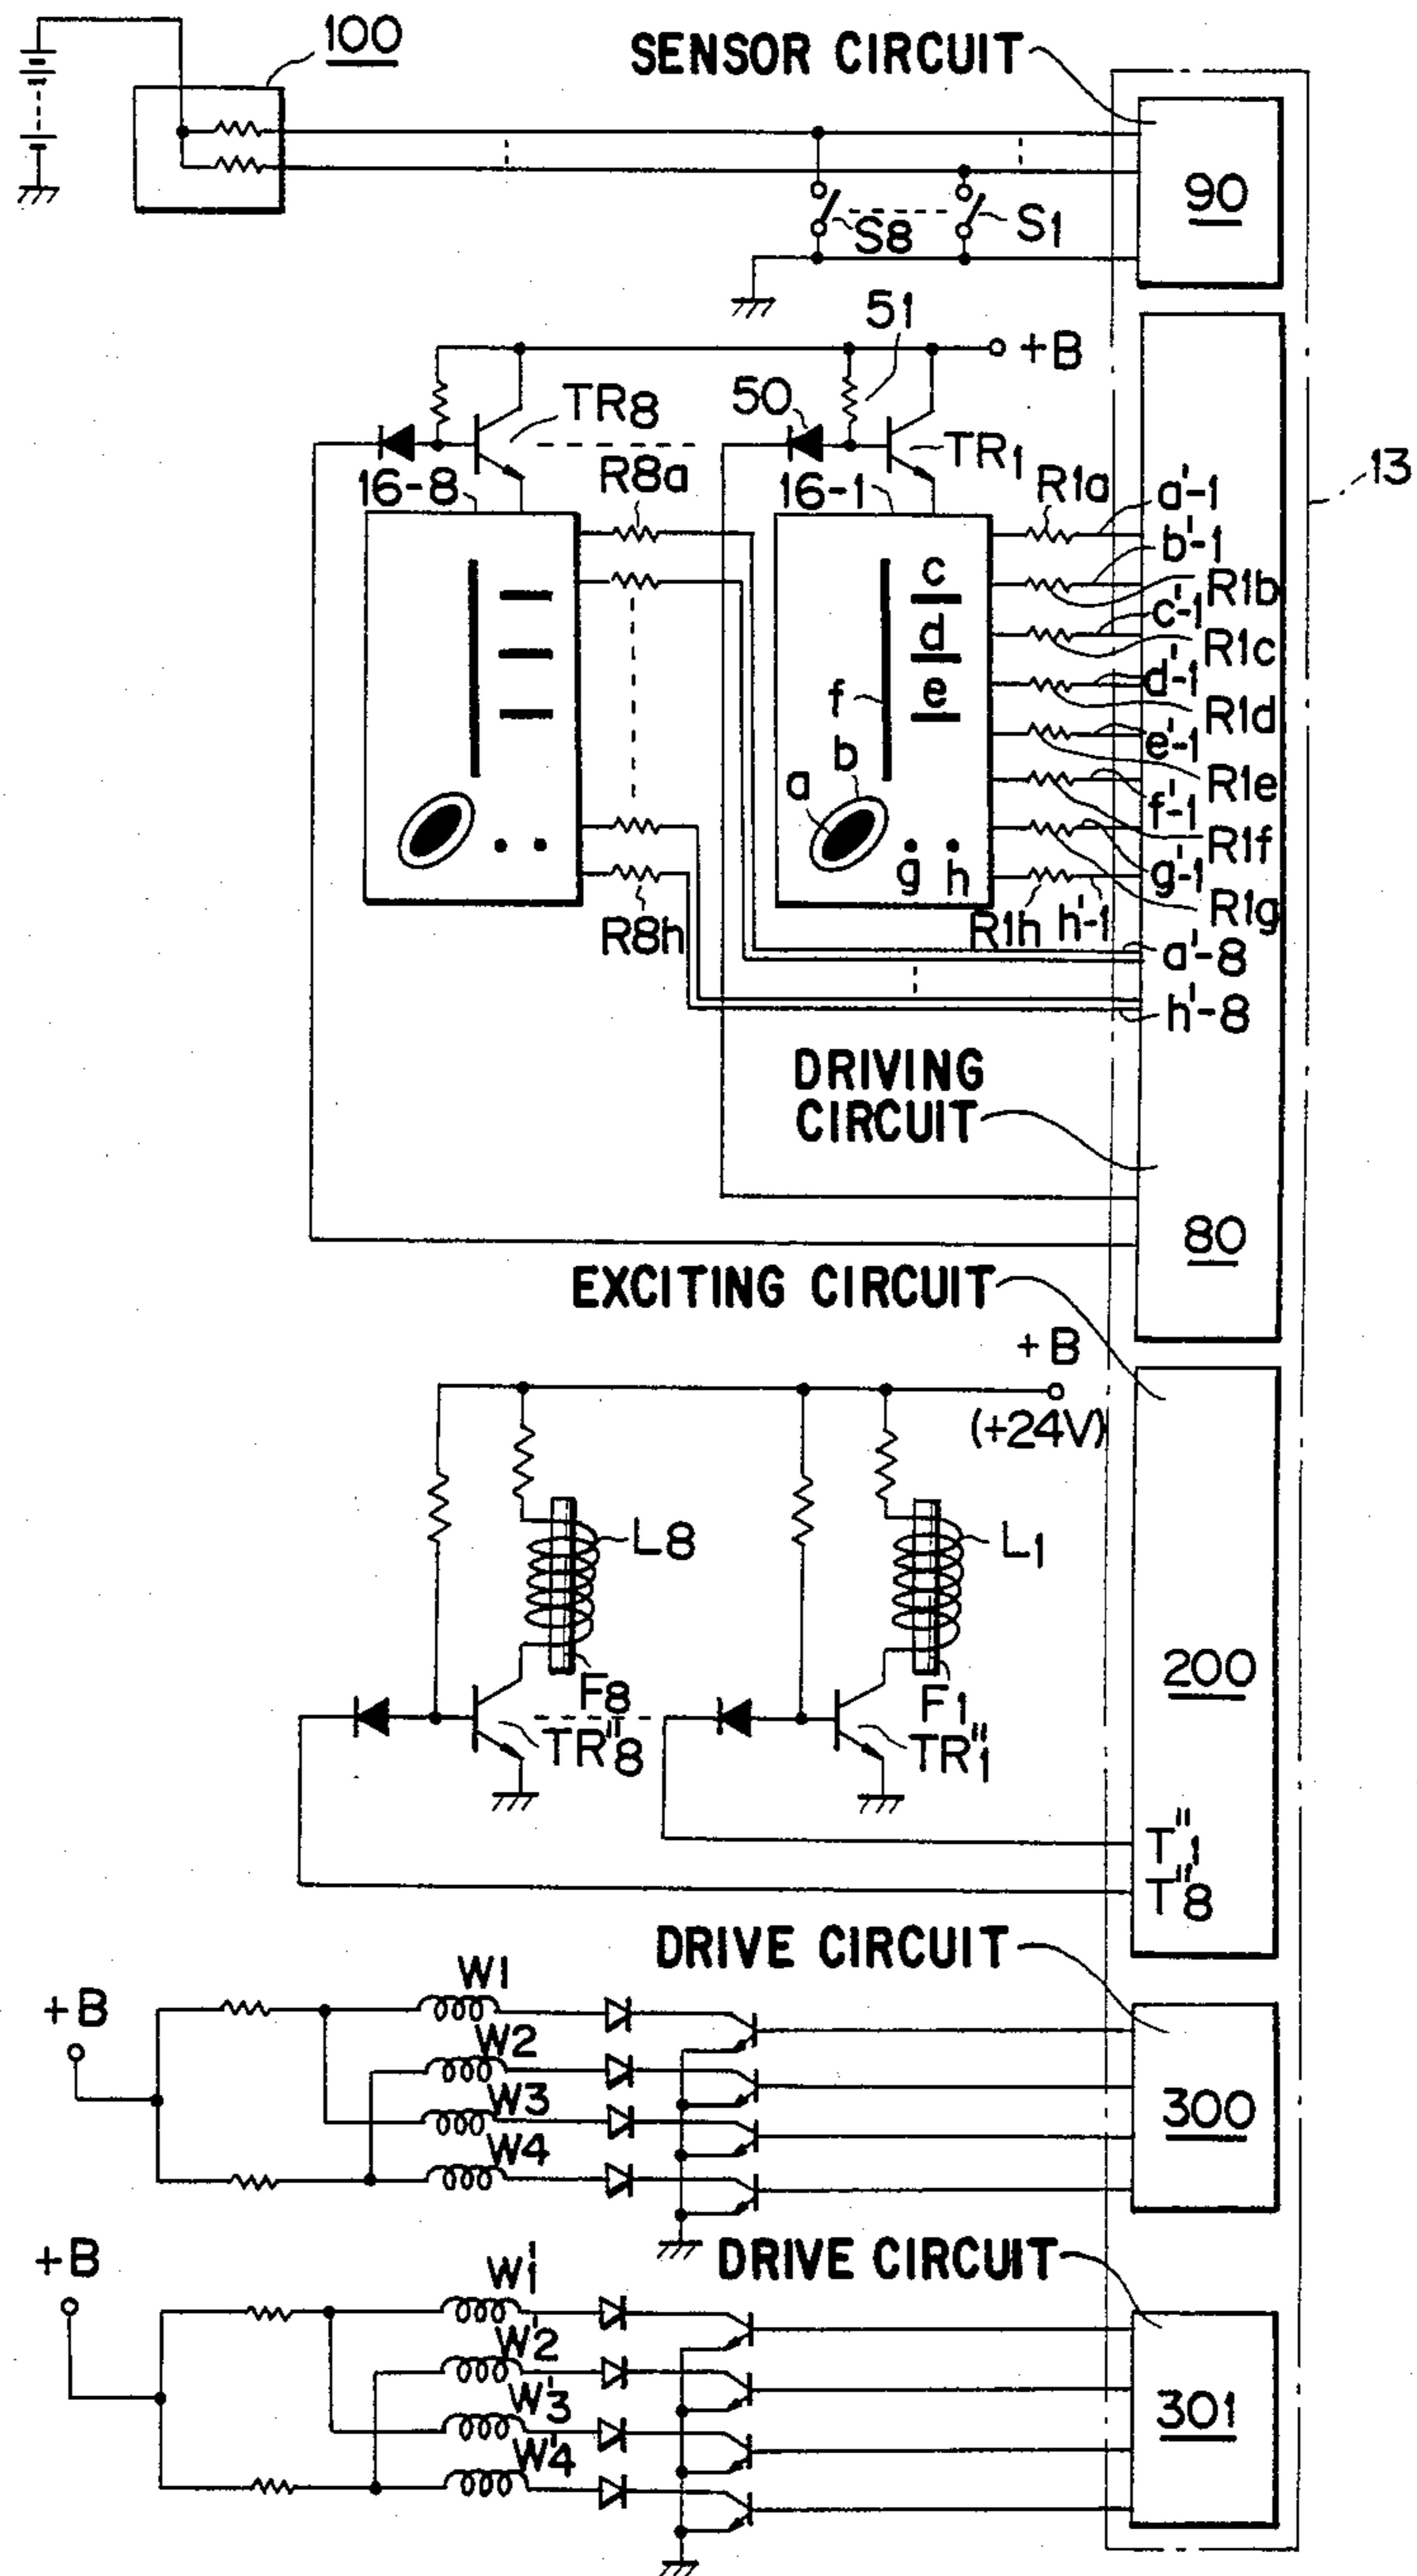 100
SENSOR CIRCUIT
90
S8
S1
51
+B
50
TR8
TR1
13
16-8
R8a
16-1
R1a
a'-1
b'-1
R1b
c'-1
R1c
d'-1
R1d
e'-1
R1e
f'-1
R1f
g'-1
R1g
R1h
h'-1
c
d
e
f
b
a
g
h
R8h
a'-8
h'-8
DRIVING
CIRCUIT
80
EXCITING CIRCUIT
+B
(+24V)
L8
L1
200
F8
F1
TR"8
TR"1
T"1
T"8
DRIVE CIRCUIT
+B
W1
W2
W3
W4
300
DRIVE CIRCUIT
+B
W'1
W'2
W'3
W'4
301